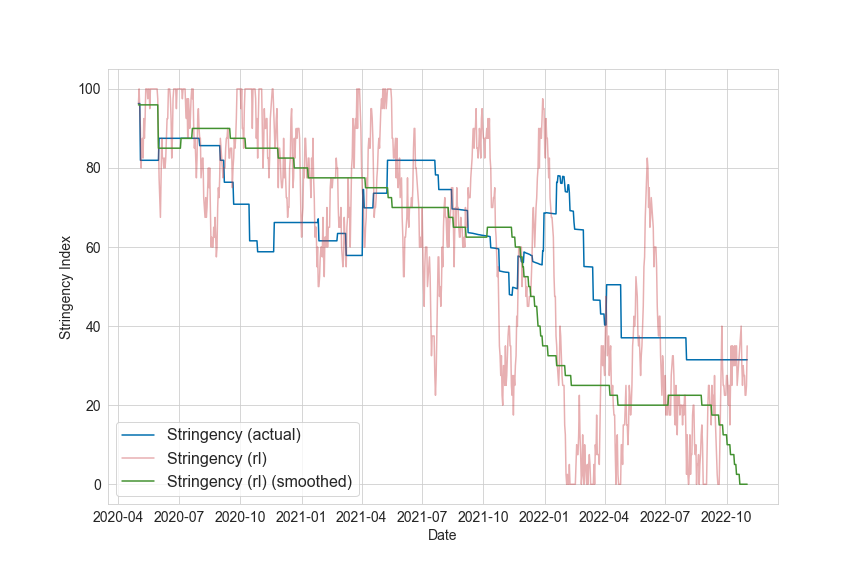 100
80
60
40
20
0
Stringency Index
Stringency (actual)
Stringency (rl)
Stringency (rl) (smoothed)
2020-04 2020-07 2020-10 2021-01 2021-04 2021-07 2021-10 2022-01 2022-04 2022-07 2022-10
Date